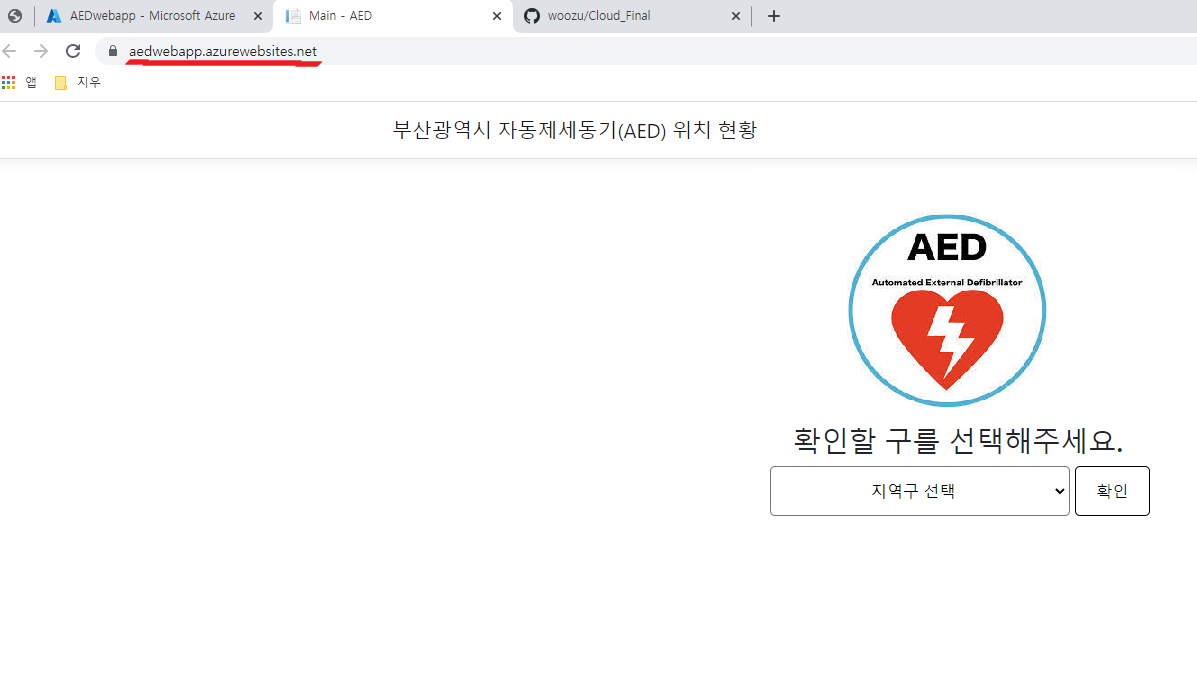 AEDwebapp - Microsoft Azure
Main - AED
woozu/Cloud_Final
aedwebapp.azurewebsites.net
앱
지우
부산광역시 자동제세동기(AED) 위치 현황
AED
Automated External Defibrillator
확인할 구를 선택해주세요.
지역구 선택
확인